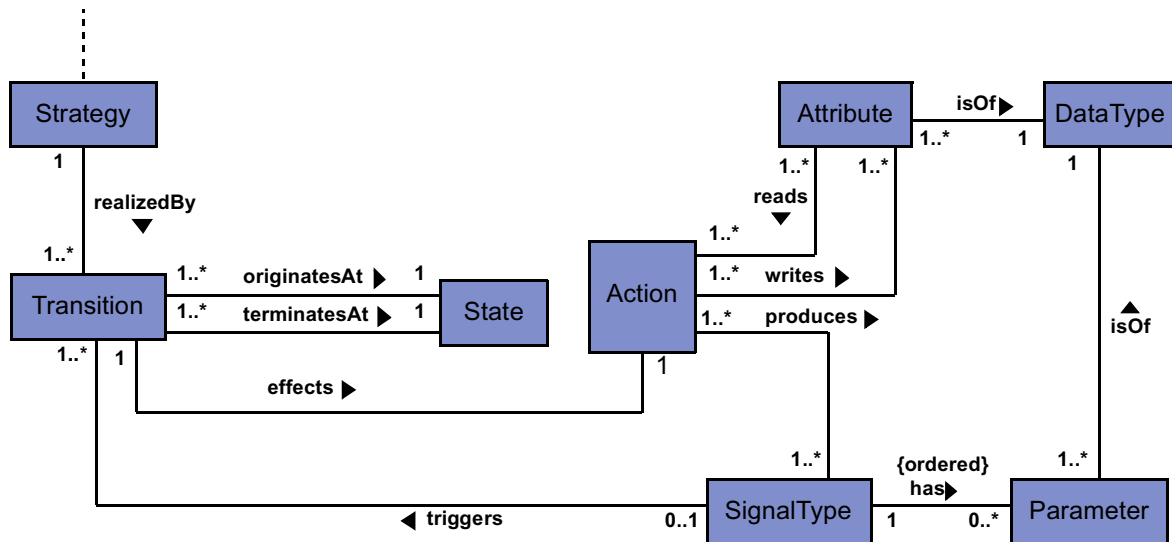 Strategy
Attribute
isOf
DataType
1
1..*
1
1..*
1..*
1
realizedBy
reads
1..*
1..*
1..*
originatesAt
1
1..*
writes
Transition
State
Action
1..*
terminatesAt
1
1..*
produces
isOf
1..*
1
1
effects
1..*
{ordered}
has
1..*
triggers
0..1
SignalType
1
0..*
Parameter